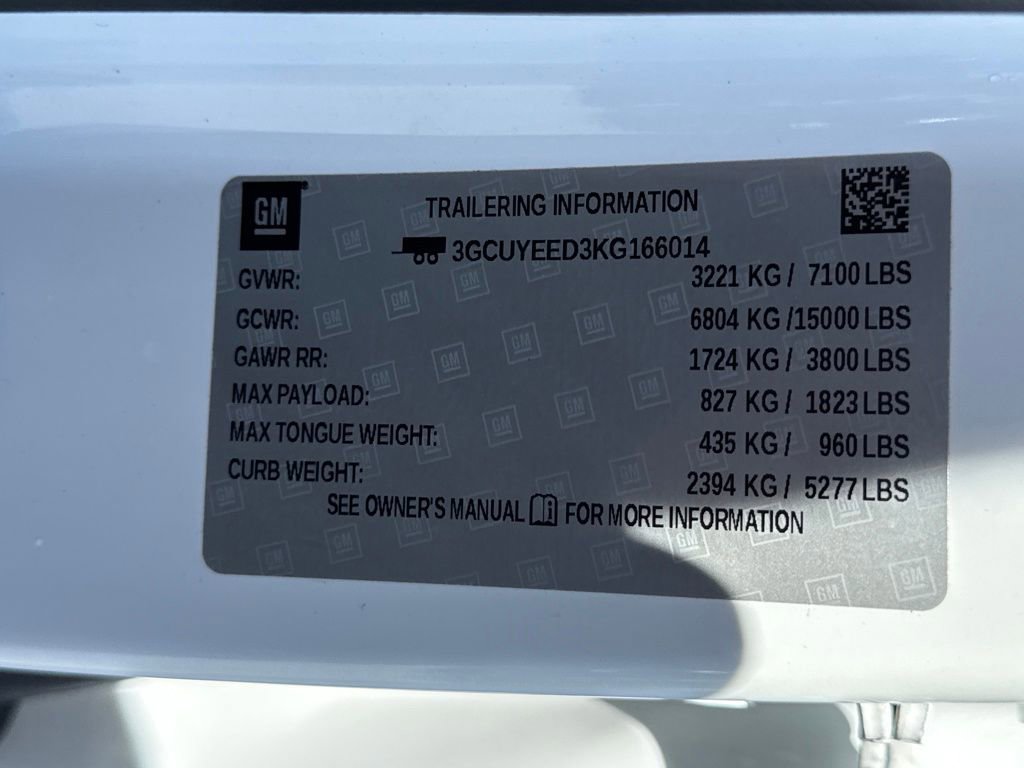 GM TRAILERING INFORMATION
3GCUYEED3KG166014
GVWR: 3221 KG / 7100 LBS
GCWR: 6804 KG /15000 LBS
GAWR RR: 1724 KG / 3800 LBS
MAX PAYLOAD: 827 KG / 1823 LBS
MAX TONGUE WEIGHT: 435 KG / 960 LBS
CURB WEIGHT: 2394 KG / 5277 LBS
SEE OWNER'S MANUAL FOR MORE INFORMATION